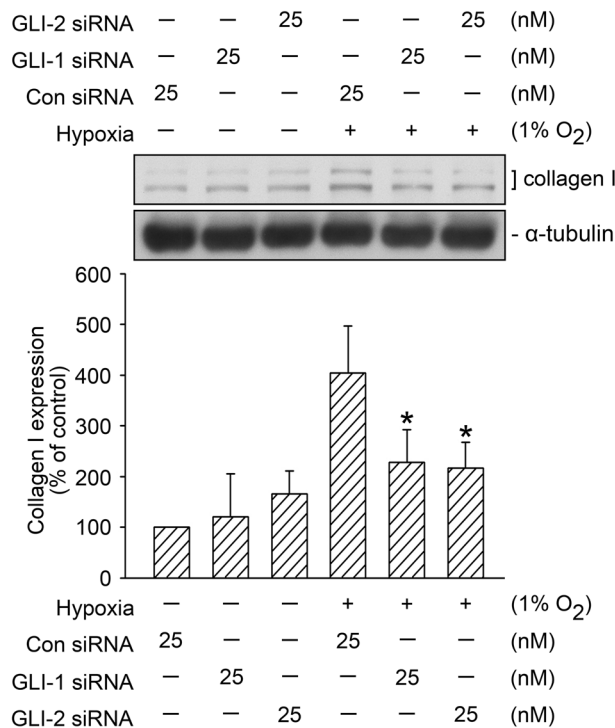 GLI-2 siRNA — — 25 — — 25 (nM)
GLI-1 siRNA — 25 — — 25 — (nM)
Con siRNA 25 — — 25 — — (nM)
Hypoxia — — — + + + (1% O2)
] collagen I
- α-tubulin
600
500
400
300
200
100
0
Collagen I expression
(% of control)
* *
Hypoxia — — — + + + (1% O2)
Con siRNA 25 — — 25 — — (nM)
GLI-1 siRNA — 25 — — 25 — (nM)
GLI-2 siRNA — — 25 — — 25 (nM)